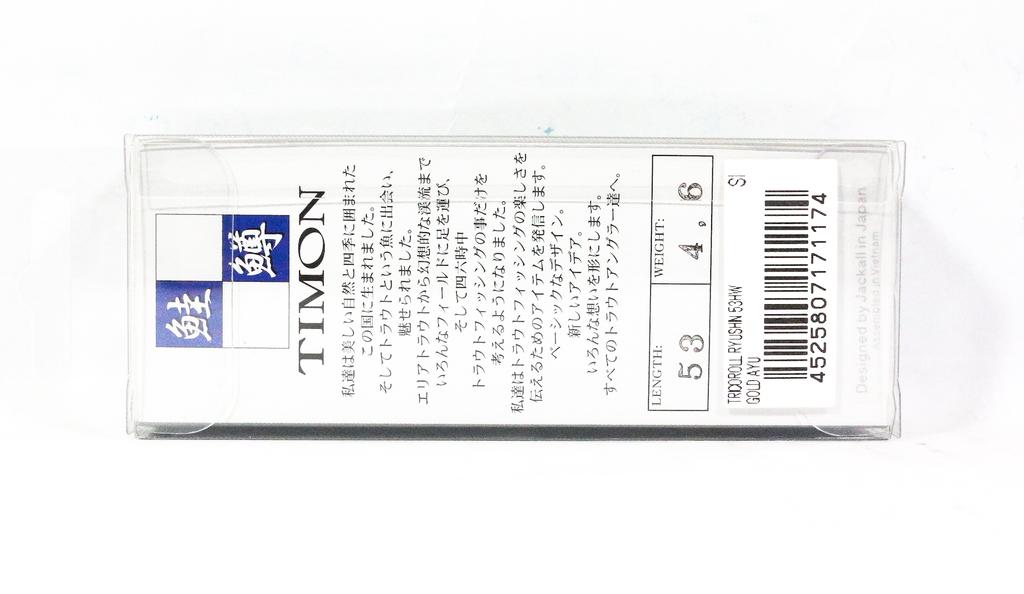 鮭 鱒
TIMON
私達は美しい自然と四季に囲まれた
この国に生まれました。
そしてトラウトという魚に出会い、
魅せられました。
エリアトラウトから幻想的な渓流まで
いろんなフィールドに足を運び、
そして四六時中
トラウトフィッシングの事だけを
考えるようになりました。
私達はトラウトフィッシングの楽しさを
伝えるためのアイテムを発信します。
ベーシックなデザイン。
新しいアイデア。
いろんな想いを形にします。
すべてのトラウトアングラー達へ。
LENGTH: WEIGHT:
53 4.6
TRICOROLL RYUSHN 53HW SI
GOLD AYU
4525807171174
Designed by Jackall in Japan
Assembled in Vietnam